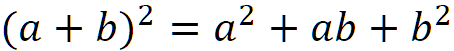 (a + b)² = a² + ab + b²